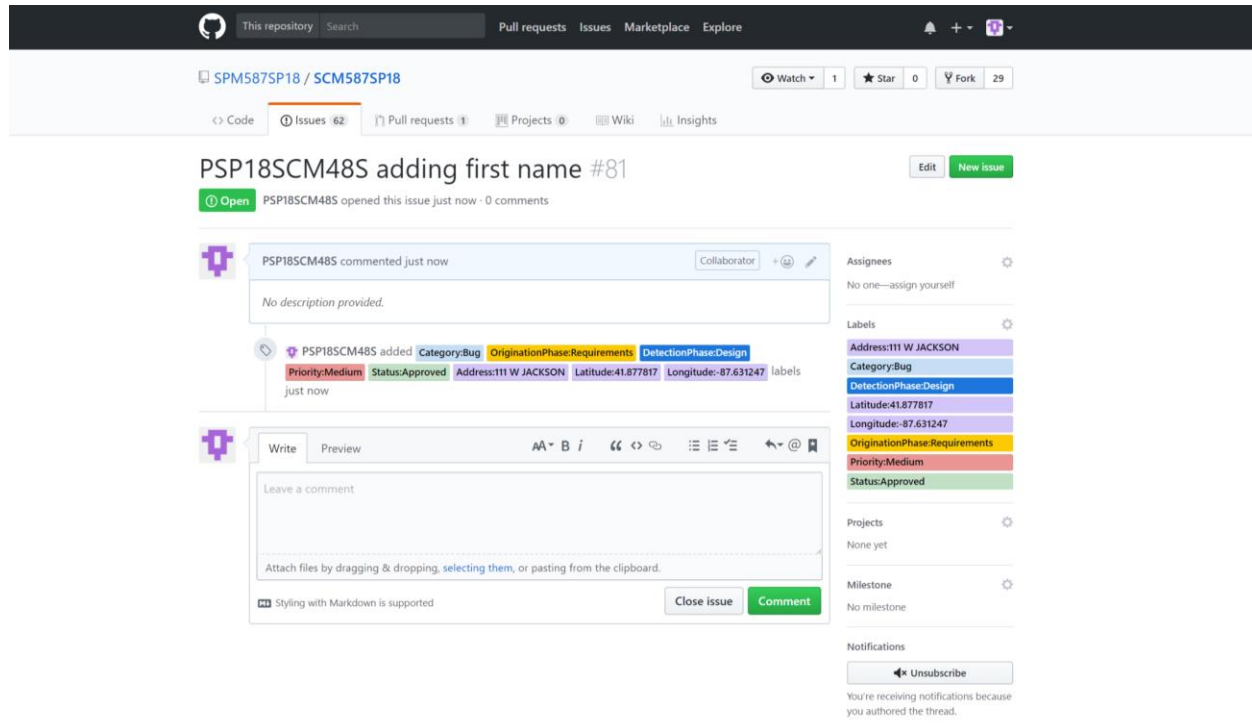 This repository Search Pull requests Issues Marketplace Explore
SPM587SP18 / SCM587SP18 Watch 1 Star 0 Fork 29
<> Code Issues 62 Pull requests 1 Projects 0 Wiki Insights
PSP18SCM48S adding first name #81 Edit New issue
Open PSP18SCM48S opened this issue just now · 0 comments
PSP18SCM48S commented just now Collaborator
No description provided.
PSP18SCM48S added Category:Bug OriginationPhase:Requirements DetectionPhase:Design
Priority:Medium Status:Approved Address:111 W JACKSON Latitude:41.877817 Longitude:-87.631247 labels
just now
Write Preview AA B i “ <> @
Leave a comment
Attach files by dragging & dropping, selecting them, or pasting from the clipboard.
Styling with Markdown is supported Close issue Comment
Assignees
No one—assign yourself
Labels
Address:111 W JACKSON
Category:Bug
DetectionPhase:Design
Latitude:41.877817
Longitude:-87.631247
OriginationPhase:Requirements
Priority:Medium
Status:Approved
Projects
None yet
Milestone
No milestone
Notifications
Unsubscribe
You're receiving notifications because
you authored the thread.